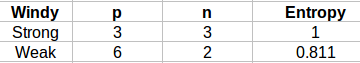 Windy p n Entropy
Strong 3 3 1
Weak 6 2 0.811